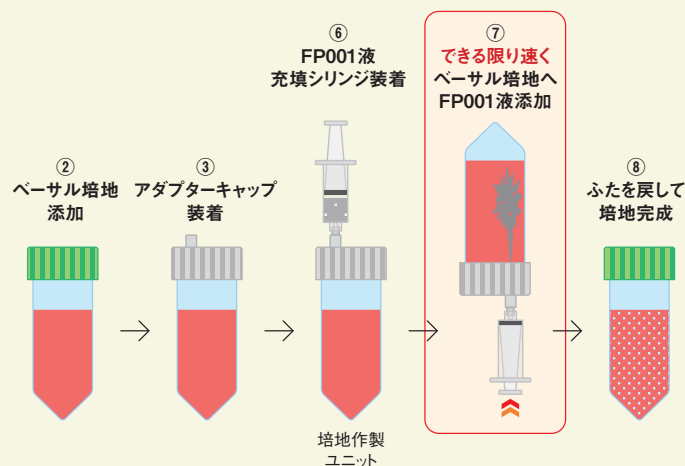 ②
ベーサル培地
添加
③
アダプターキャップ
装着
⑥
FP001液
充填シリンジ装着
培地作製
ユニット
⑦
できる限り速く
ベーサル培地へ
FP001液添加
⑧
ふたを戻して
培地完成